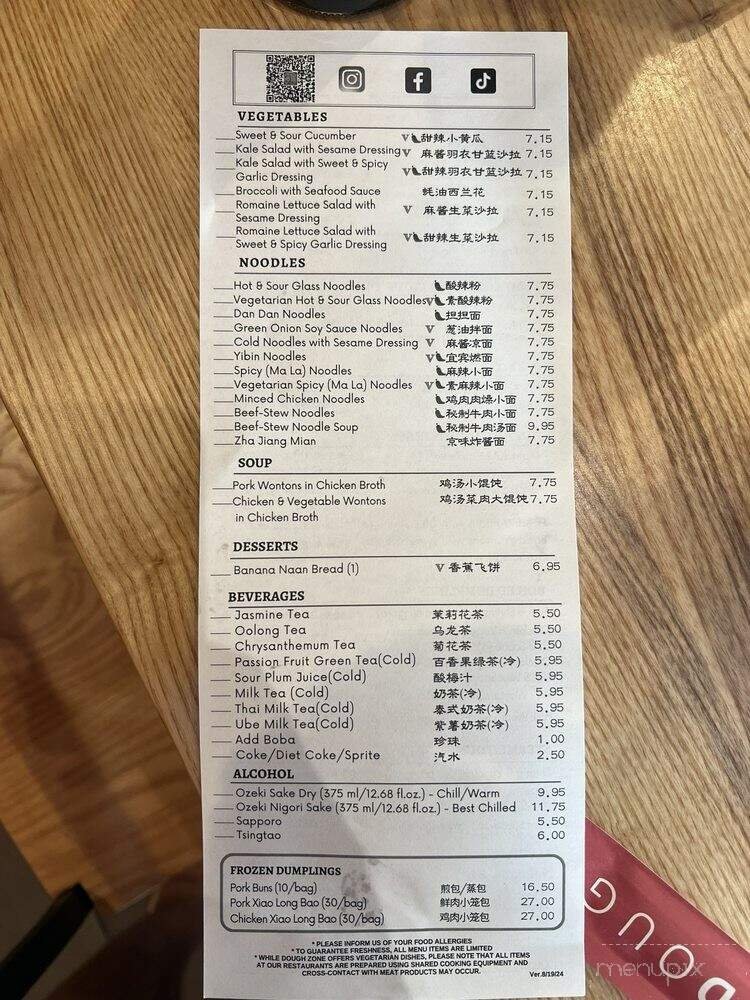 VEGETABLES
Sweet & Sour Cucumber V 甜辣小黄瓜 7.15
Kale Salad with Sesame Dressing V 麻酱羽衣甘蓝沙拉 7.15
Kale Salad with Sweet & Spicy
Garlic Dressing V 甜辣羽衣甘蓝沙拉 7.15
Broccoli with Seafood Sauce 蚝油西兰花 7.15
Romaine Lettuce Salad with
Sesame Dressing V 麻酱生菜沙拉 7.15
Romaine Lettuce Salad with
Sweet & Spicy Garlic Dressing V 甜辣生菜沙拉 7.15
NOODLES
Hot & Sour Glass Noodles 酸辣粉 7.75
Vegetarian Hot & Sour Glass Noodles V 素酸辣粉 7.75
Dan Dan Noodles 担担面 7.75
Green Onion Soy Sauce Noodles V 葱油拌面 7.75
Cold Noodles with Sesame Dressing V 麻酱凉面 7.75
Yibin Noodles V 宜宾燃面 7.75
Spicy (Ma La) Noodles 麻辣小面 7.75
Vegetarian Spicy (Ma La) Noodles V 素麻辣小面 7.75
Minced Chicken Noodles 鸡肉肉燥小面 7.75
Beef-Stew Noodles 秘制牛肉小面 7.75
Beef-Stew Noodle Soup 秘制牛肉汤面 9.95
Zha Jiang Mian 京味炸酱面 7.75
SOUP
Pork Wontons in Chicken Broth 鸡汤小馄饨 7.75
Chicken & Vegetable Wontons 鸡汤菜肉大馄饨 7.75
in Chicken Broth
DESSERTS
Banana Naan Bread (1) V 香蕉飞饼 6.95
BEVERAGES
Jasmine Tea 茉莉花茶 5.50
Oolong Tea 乌龙茶 5.50
Chrysanthemum Tea 菊花茶 5.50
Passion Fruit Green Tea(Cold) 百香果绿茶(冷) 5.95
Sour Plum Juice(Cold) 酸梅汁 5.95
Milk Tea (Cold) 奶茶(冷) 5.95
Thai Milk Tea(Cold) 泰式奶茶(冷) 5.95
Ube Milk Tea(Cold) 紫薯奶茶(冷) 5.95
Add Boba 珍珠 1.00
Coke/Diet Coke/Sprite 汽水 2.50
ALCOHOL
Ozeki Sake Dry (375 ml/12.68 fl.oz.) - Chill/Warm 9.95
Ozeki Nigori Sake (375 ml/12.68 fl.oz.) - Best Chilled 11.75
Sapporo 5.50
Tsingtao 6.00
FROZEN DUMPLINGS
Pork Buns (10/bag) 煎包/蒸包 16.50
Pork Xiao Long Bao (30/bag) 鲜肉小笼包 27.00
Chicken Xiao Long Bao (30/bag) 鸡肉小笼包 27.00
* PLEASE INFORM US OF YOUR FOOD ALLERGIES
* TO GUARANTEE FRESHNESS, ALL MENU ITEMS ARE LIMITED
* WHILE DOUGH ZONE OFFERS VEGETARIAN DISHES, PLEASE NOTE THAT ALL ITEMS
AT OUR RESTAURANTS ARE PREPARED USING SHARED COOKING EQUIPMENT AND
CROSS-CONTACT WITH MEAT PRODUCTS MAY OCCUR. Ver.8/19/24
DOUG
menupix